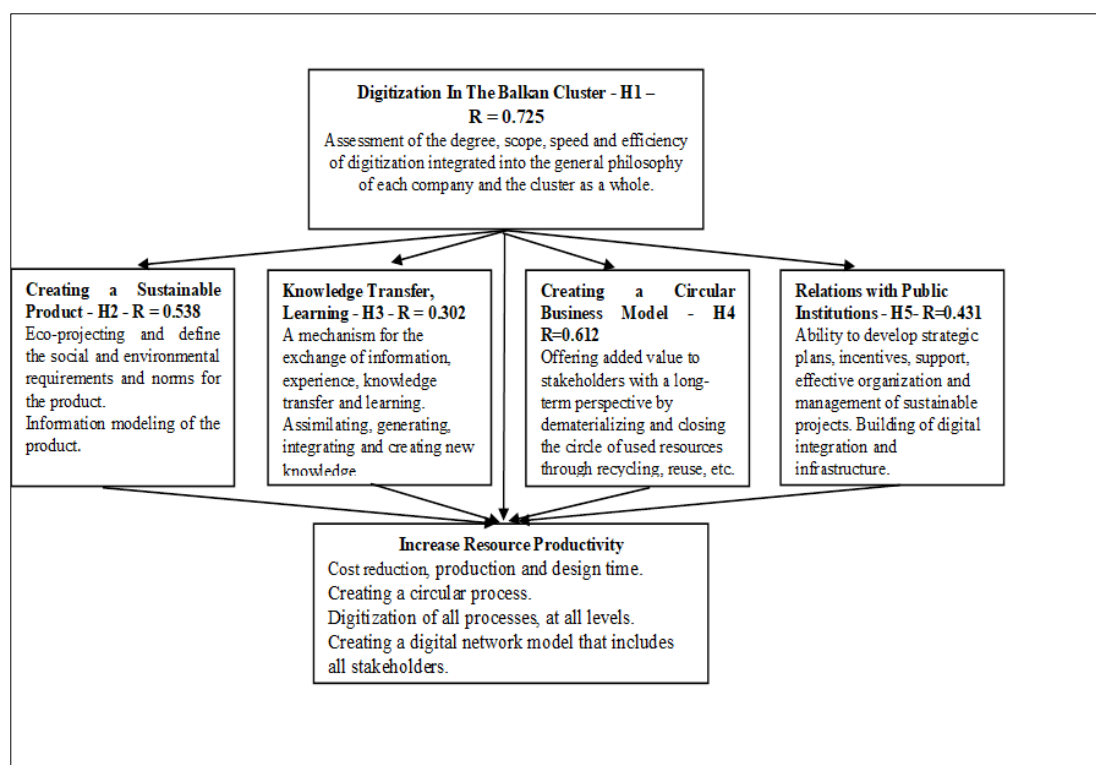 Digitization In The Balkan Cluster - H1 –
R = 0.725
Assessment of the degree, scope, speed and efficiency
of digitization integrated into the general philosophy
of each company and the cluster as a whole.
Creating a Sustainable
Product - H2 - R = 0.538
Eco-projecting and define
the social and environmental
requirements and norms for
the product.
Information modeling of the
product.
Knowledge Transfer,
Learning - H3 - R = 0.302
A mechanism for the
exchange of information,
experience, knowledge
transfer and learning.
Assimilating, generating,
integrating and creating new
knowledge.
Creating a Circular
Business Model - H4
R=0.612
Offering added value to
stakeholders with a long-
term perspective by
dematerializing and closing
the circle of used resources
through recycling, reuse, etc.
Relations with Public
Institutions - H5- R=0.431
Ability to develop strategic
plans, incentives, support,
effective organization and
management of sustainable
projects. Building of digital
integration and
infrastructure.
Increase Resource Productivity
Cost reduction, production and design time.
Creating a circular process.
Digitization of all processes, at all levels.
Creating a digital network model that includes
all stakeholders.